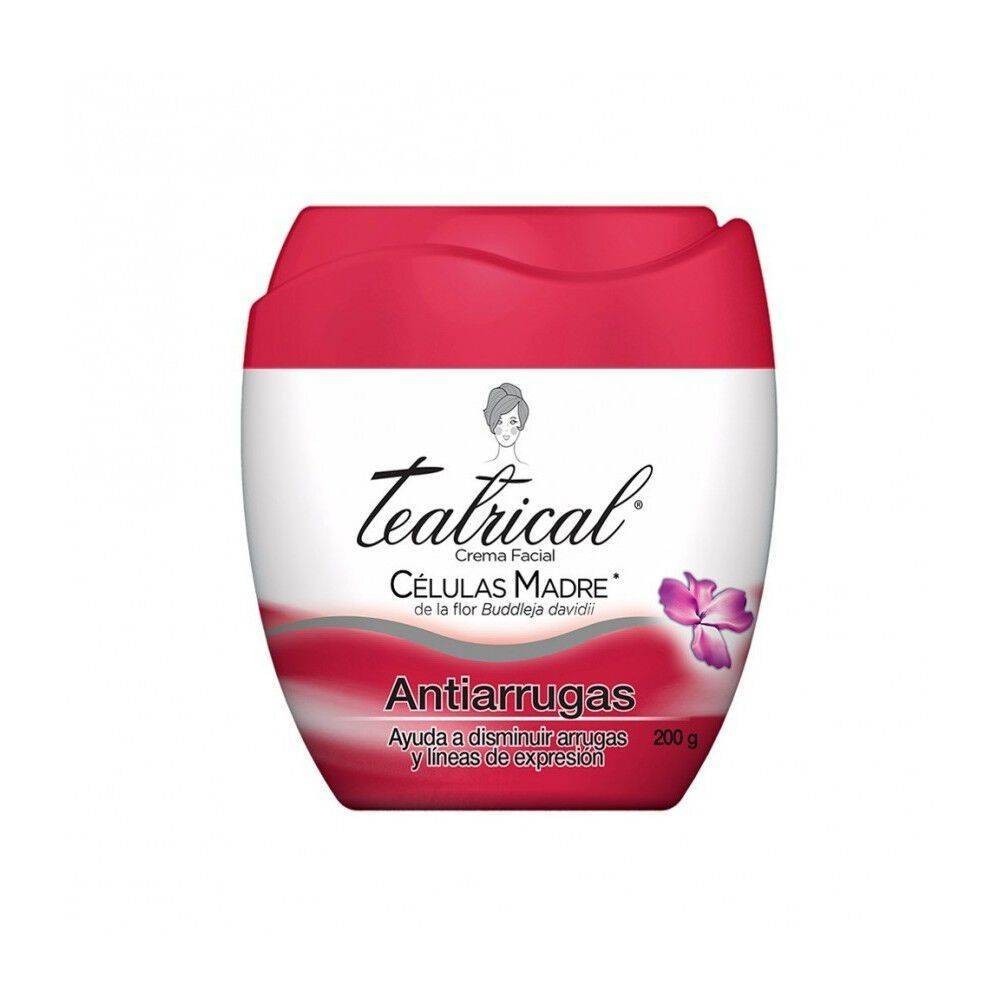 Teatrical®
Crema Facial
CÉLULAS MADRE*
de la flor Buddleja davidii
Antiarrugas
Ayuda a disminuir arrugas
y líneas de expresión
200 g